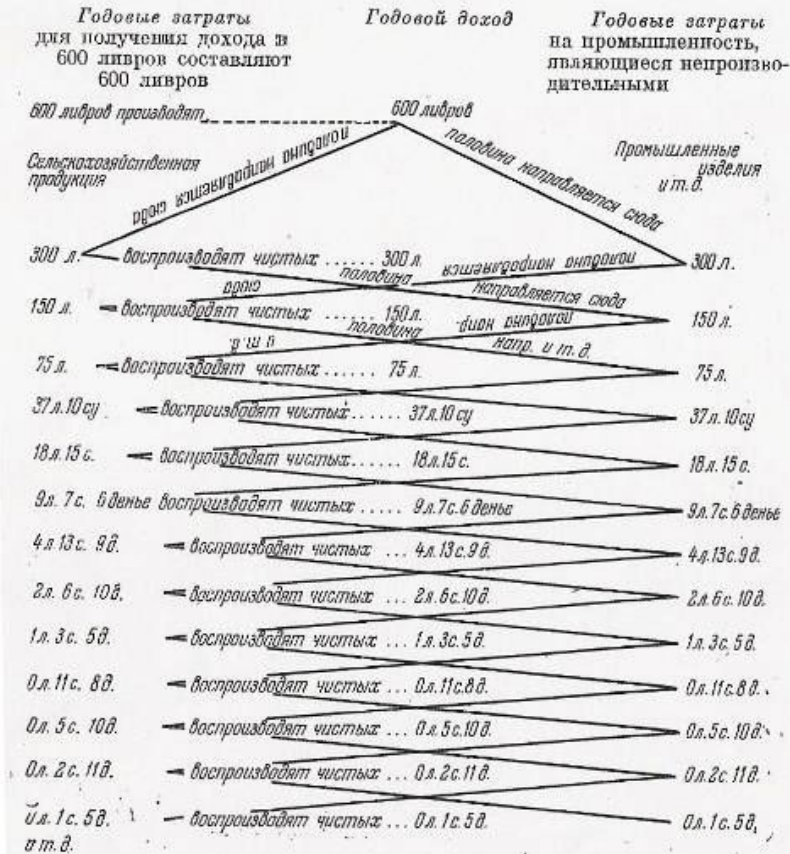 Годовые затраты
для получения дохода в
600 ливров составляют
600 ливров
Годовой доход
Годовые затраты
на промышленность,
являющиеся непроизво-
дительными
600 ливров производят
600 ливров
Сельскохозяйственная
продукция
половина направляется сюда
половина направляется сюда
Промышленные
изделия
и т. д.
300 л. воспроизводят чистых ...... 300 л. половина направляется 300 л.
сюда половина направляется сюда
150 л. воспроизводят чистых ...... 150 л. половина напр. 150 л.
и т. д. половина напр. и т. д.
75 л. воспроизводят чистых ...... 75 л. 75 л.
37 л. 10 су воспроизводят чистых ...... 37 л. 10 су 37 л. 10 су
18 л. 15 с. воспроизводят чистых ...... 18 л. 15 с. 18 л. 15 с.
9 л. 7 с. 6 денье воспроизводят чистых ...... 9 л. 7 с. 6 денье 9 л. 7 с. 6 денье
4 л 13 с. 9 д. воспроизводят чистых ... 4 л. 13 с. 9 д. 4 л. 13 с. 9 д.
2 л. 6 с. 10 д. воспроизводят чистых ... 2 л. 6 с. 10 д. 2 л. 6 с. 10 д.
1 л. 3 с. 5 д. воспроизводят чистых ... 1 л. 3 с. 5 д. 1 л. 3 с. 5 д.
0 л. 11 с. 8 д. воспроизводят чистых ... 0 л. 11 с. 8 д. 0 л. 11 с. 8 д.
0 л. 5 с. 10 д. воспроизводят чистых ... 0 л. 5 с. 10 д. 0 л. 5 с. 10 д.
0 л. 2 с. 11 д. воспроизводят чистых ... 0 л. 2 с. 11 д. 0 л. 2 с. 11 д.
0 л. 1 с. 5 д. воспроизводят чистых ... 0 л. 1 с. 5 д. 0 л. 1 с. 5 д.
и т. д.